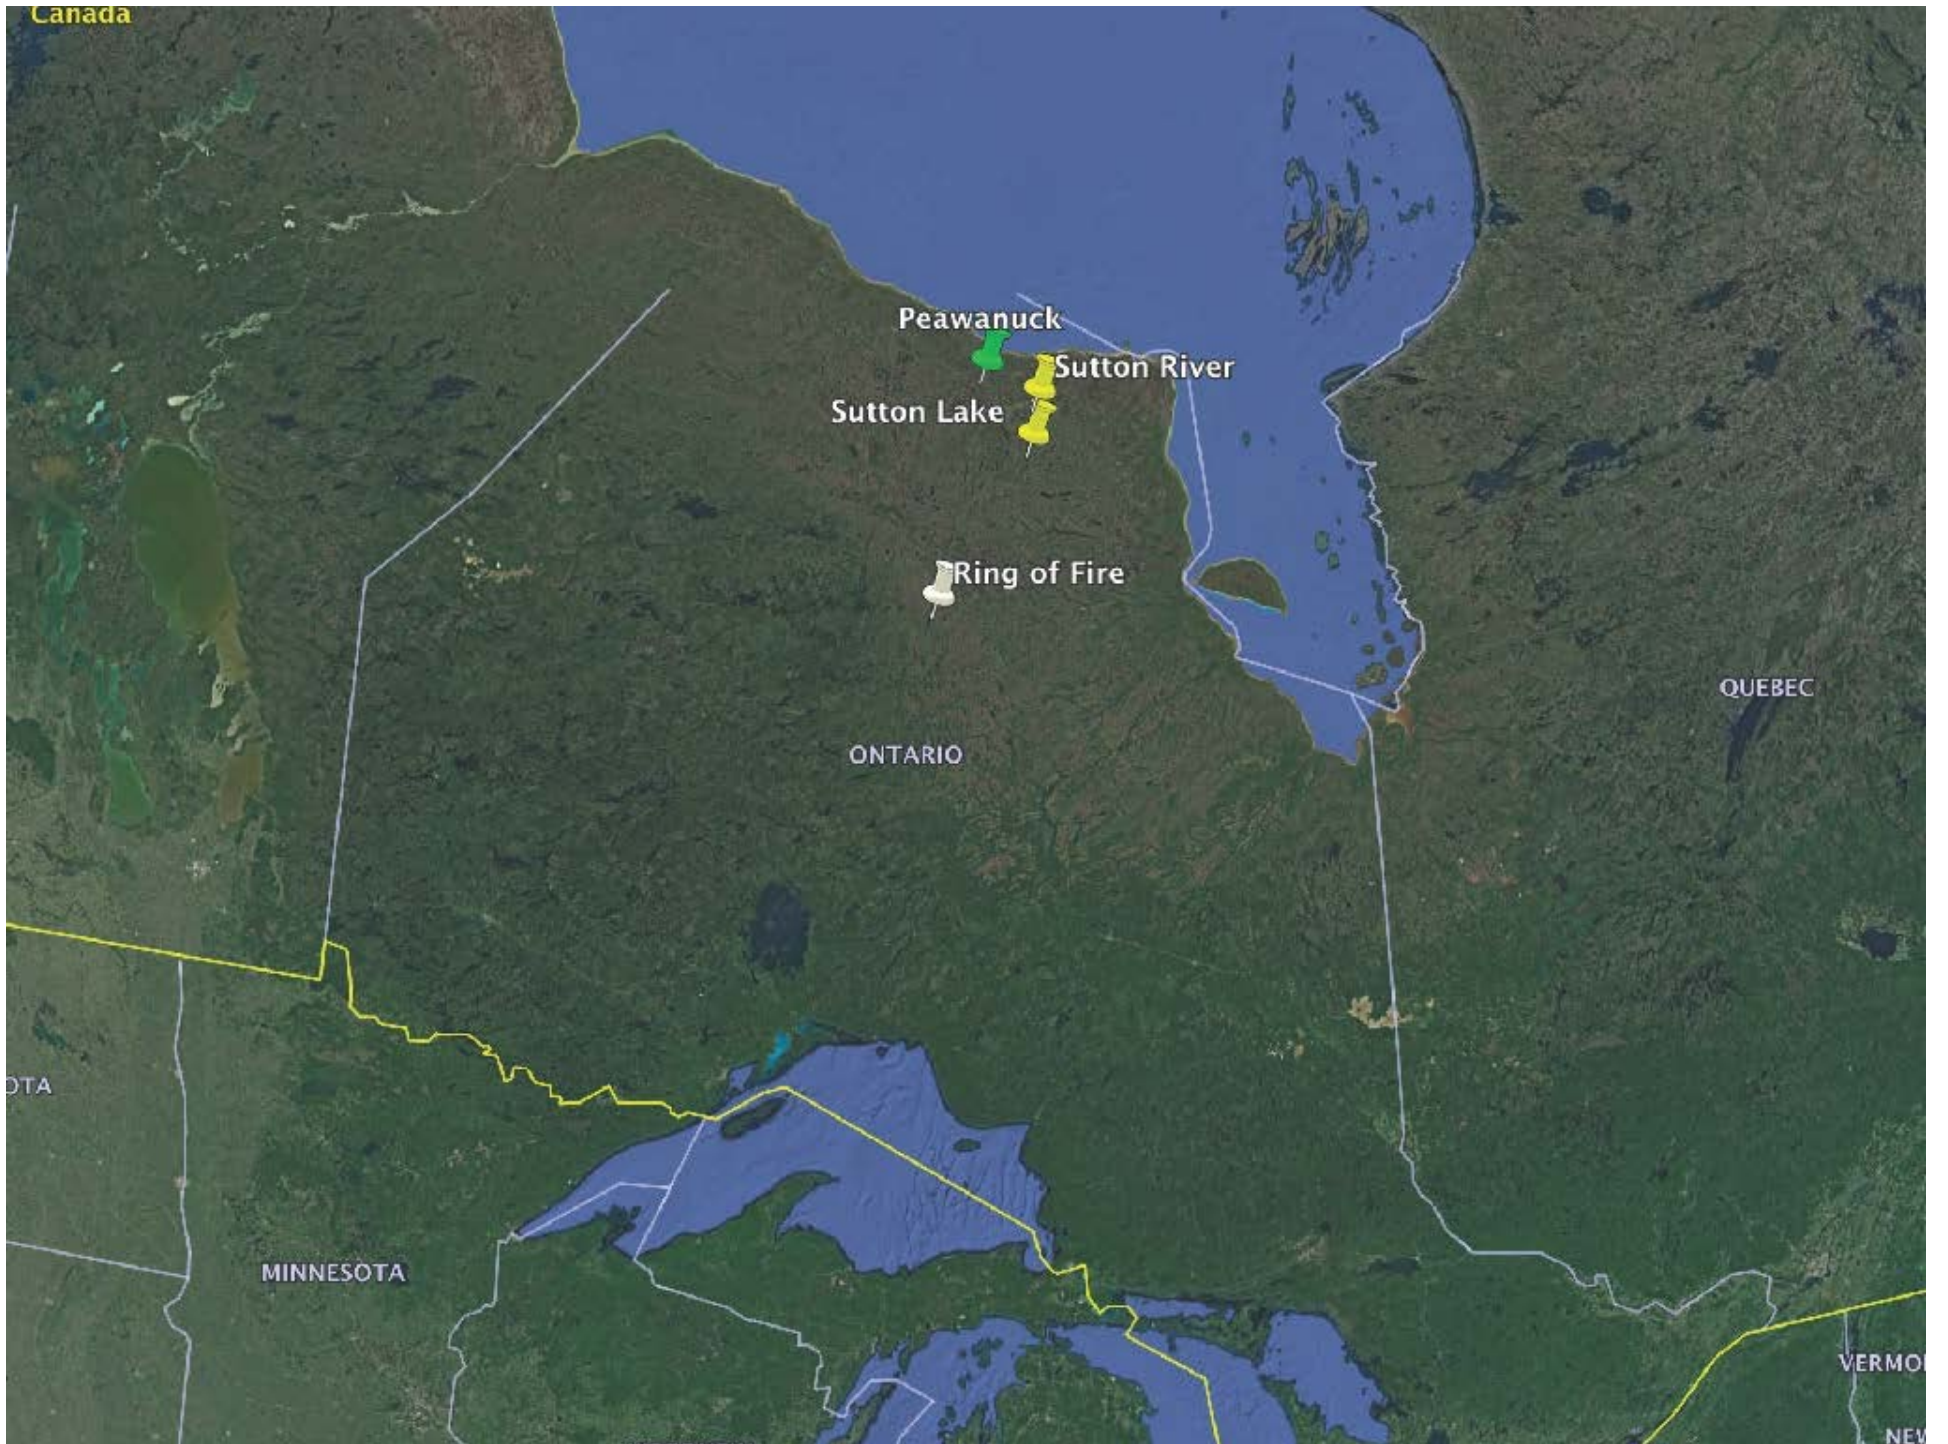 Canada
Peawanuck
Sutton River
Sutton Lake
Ring of Fire
QUEBEC
ONTARIO
OTA
MINNESOTA
VERMO
NEW